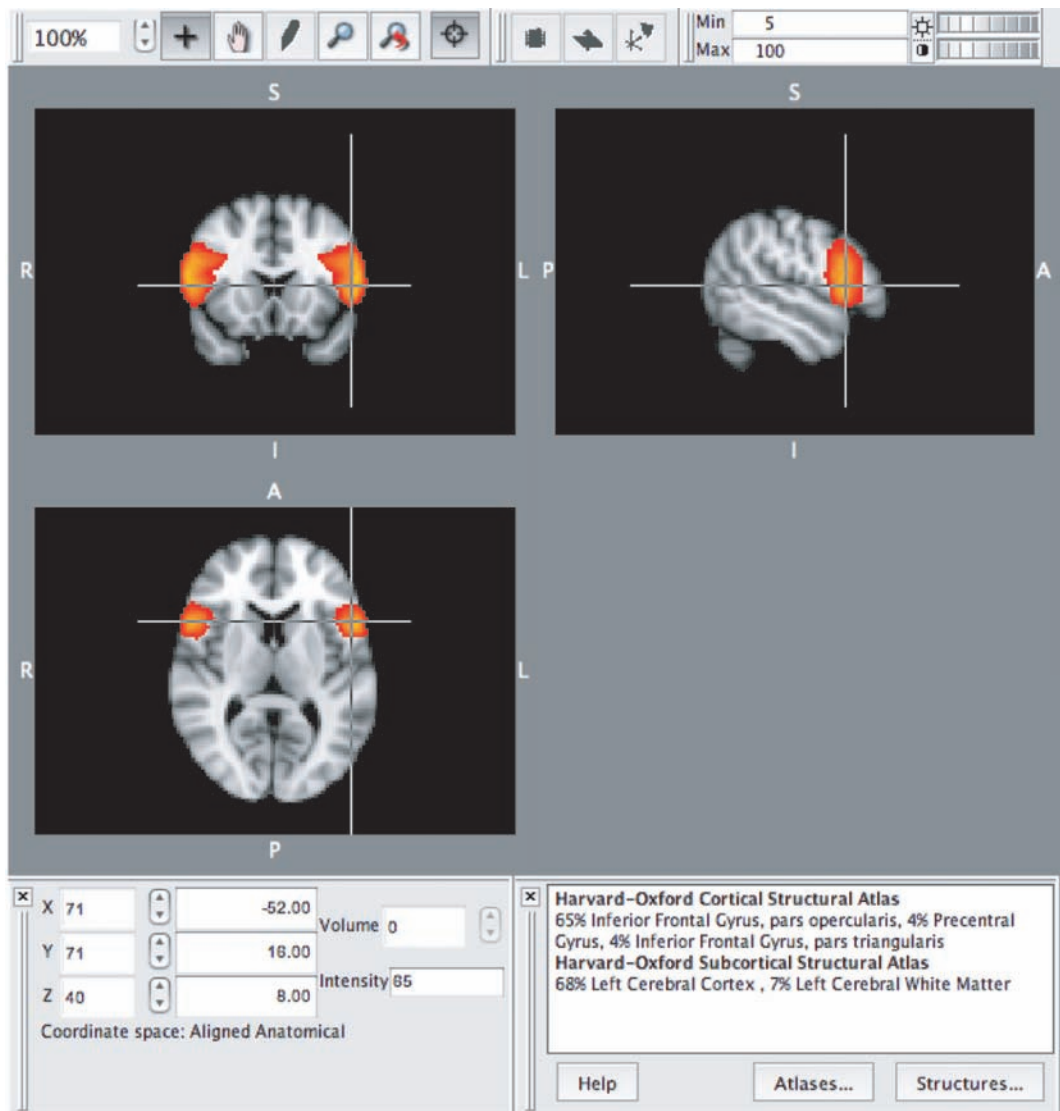 100%
Min 5
Max 100
S
S
R
L
P
A
I
I
A
R
L
P
X 71 -52.00
Volume 0
Y 71 16.00
Intensity 65
Z 40 8.00
Coordinate space: Aligned Anatomical
Harvard-Oxford Cortical Structural Atlas
65% Inferior Frontal Gyrus, pars opercularis, 4% Precentral
Gyrus, 4% Inferior Frontal Gyrus, pars triangularis
Harvard-Oxford Subcortical Structural Atlas
68% Left Cerebral Cortex , 7% Left Cerebral White Matter
Help
Atlases...
Structures...